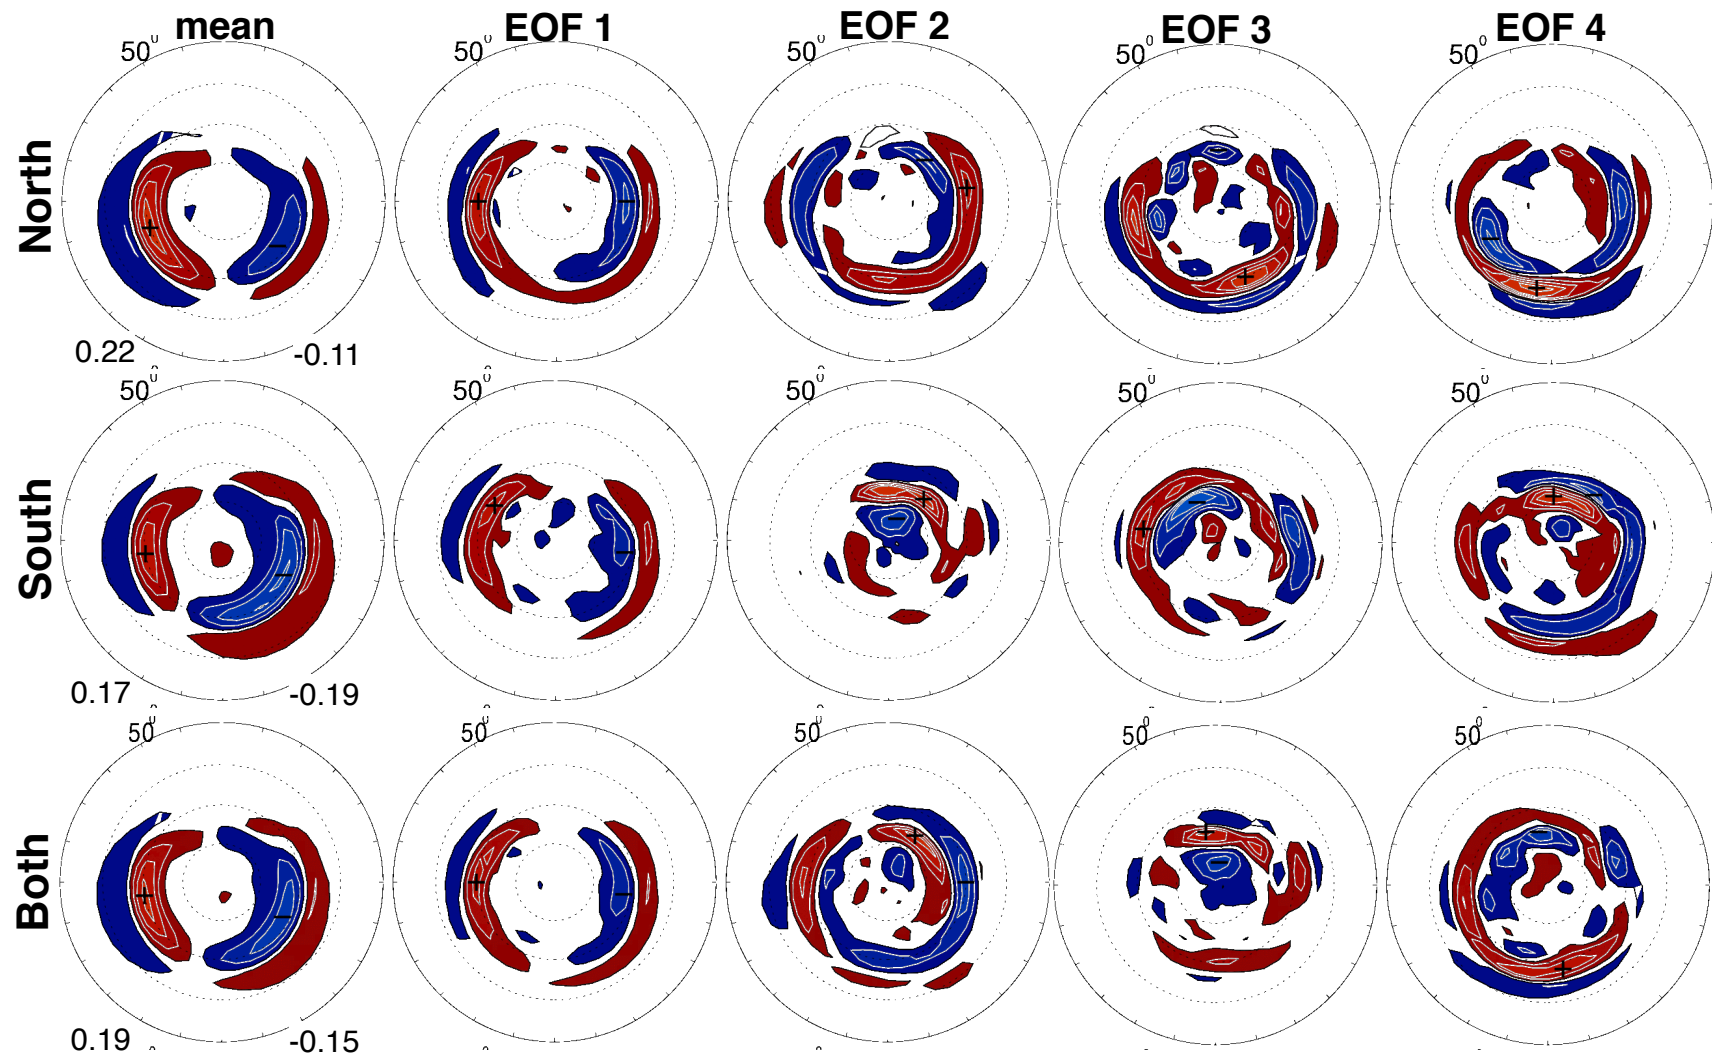 mean EOF 1 EOF 2 EOF 3 EOF 4
50° 50° 50° 50° 50°
North
+ − + − − + + − +
0.22 -0.11
50° 50° 50° 50° 50°
South
+ − + − + − + − + −
0.17 -0.19
50° 50° 50° 50° 50°
Both
+ − + − + − + − − +
0.19 -0.15